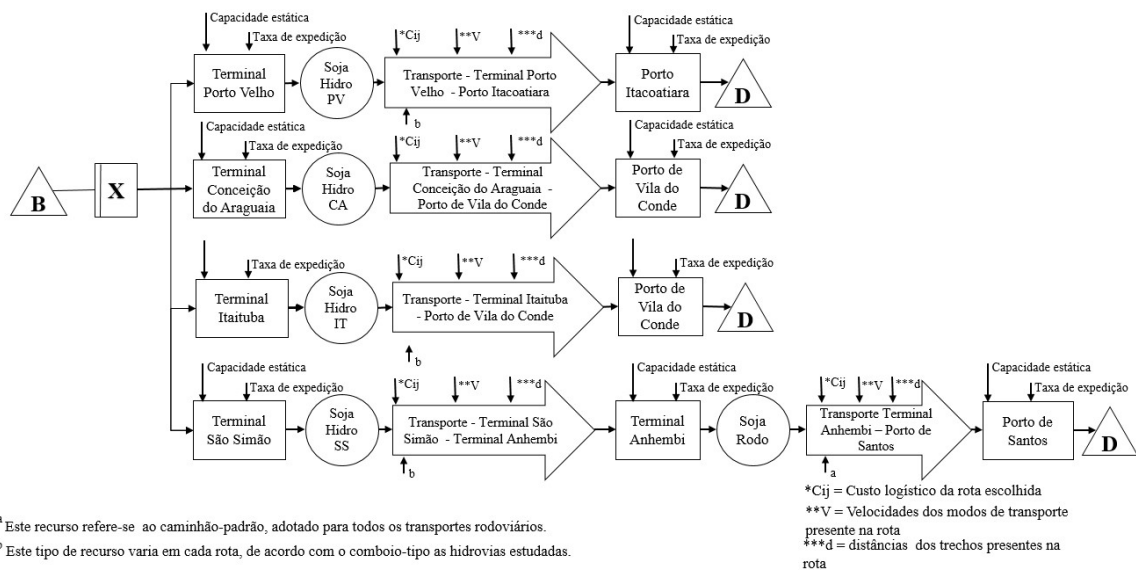 Capacidade estática
Taxa de expedição
Terminal
Porto Velho
Soja
Hidro
PV
*Cij
**V
***d
Transporte - Terminal Porto
Velho - Porto Itacoatiara
b
Capacidade estática
Taxa de expedição
Porto
Itacoatiara
D
Capacidade estática
Taxa de expedição
B
X
Terminal
Conceição
do Araguaia
Soja
Hidro
CA
*Cij
**V
***d
Transporte - Terminal
Conceição do Araguaia -
Porto de Vila do Conde
Capacidade estática
Taxa de expedição
Porto de
Vila do
Conde
D
Taxa de expedição
Terminal
Itaituba
Soja
Hidro
IT
*Cij
**V
***d
Transporte - Terminal Itaituba
- Porto de Vila do Conde
b
Taxa de expedição
Porto de
Vila do
Conde
D
Capacidade estática
Taxa de expedição
Terminal
São Simão
Soja
Hidro
SS
*Cij
**V
***d
Transporte - Terminal São
Simão - Terminal Anhembi
b
Capacidade estática
Taxa de expedição
Terminal
Anhembi
Soja
Rodo
*Cij
**V
***d
Transporte Terminal
Anhembi – Porto de
Santos
a
Capacidade estática
Taxa de expedição
Porto de
Santos
D
a Este recurso refere-se ao caminhão-padrão, adotado para todos os transportes rodoviários.
b Este tipo de recurso varia em cada rota, de acordo com o comboio-tipo as hidrovias estudadas.
*Cij = Custo logístico da rota escolhida
**V = Velocidades dos modos de transporte
presente na rota
***d = distâncias dos trechos presentes na
rota